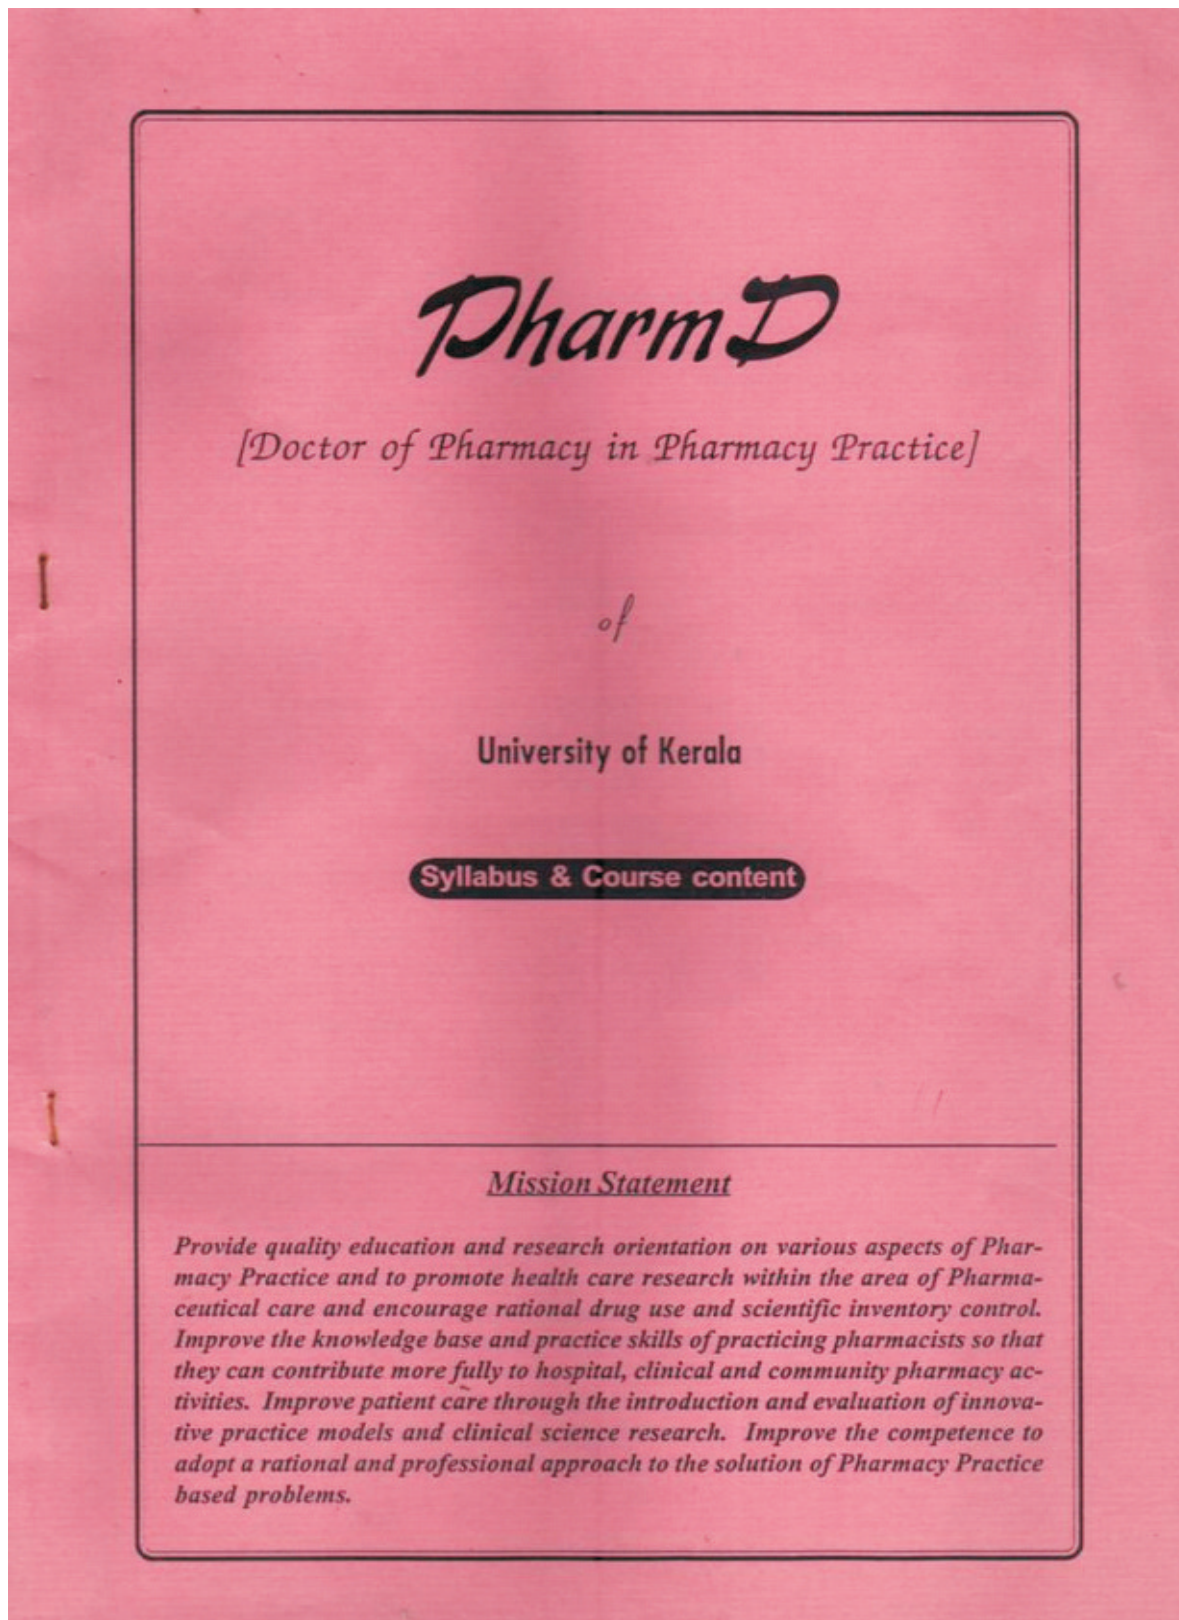 PharmD
[Doctor of Pharmacy in Pharmacy Practice]
of
University of Kerala
Syllabus & Course content
Mission Statement
Provide quality education and research orientation on various aspects of Phar-
macy Practice and to promote health care research within the area of Pharma-
ceutical care and encourage rational drug use and scientific inventory control.
Improve the knowledge base and practice skills of practicing pharmacists so that
they can contribute more fully to hospital, clinical and community pharmacy ac-
tivities.  Improve patient care through the introduction and evaluation of innova-
tive practice models and clinical science research.  Improve the competence to
adopt a rational and professional approach to the solution of Pharmacy Practice
based problems.